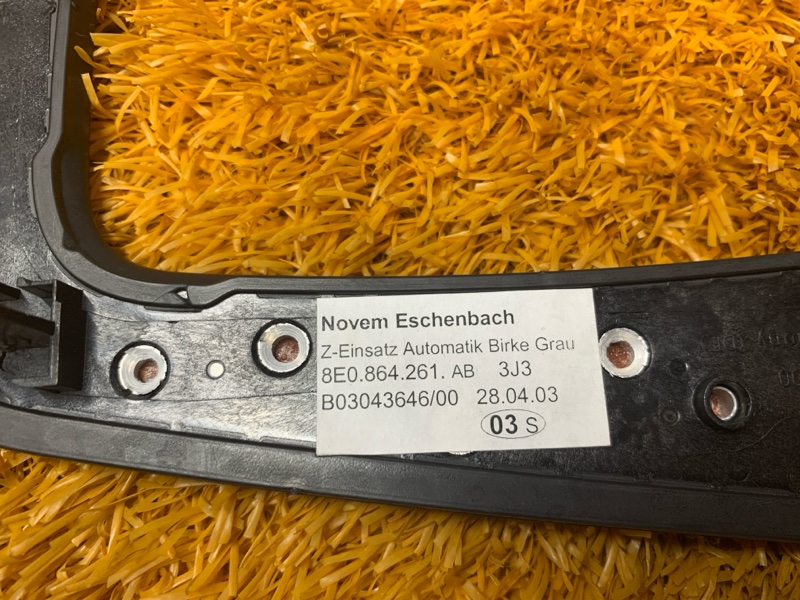 Novem Eschenbach
Z-Einsatz Automatik Birke Grau
8E0.864.261. AB 3J3
B03043646/00 28.04.03
03 S